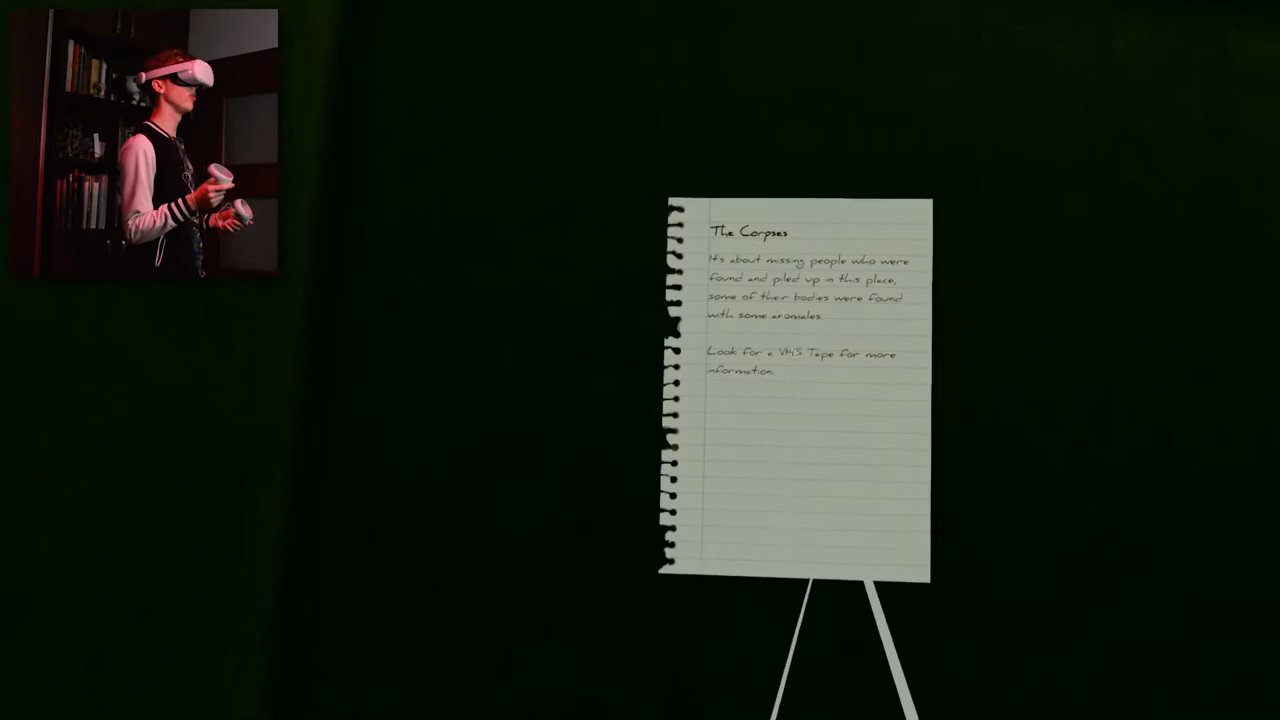 The Corpses
It's about missing people who were
found and piled up in this place,
some of their bodies were found
with some anomales.
Look for a VHS Tape for more
information.